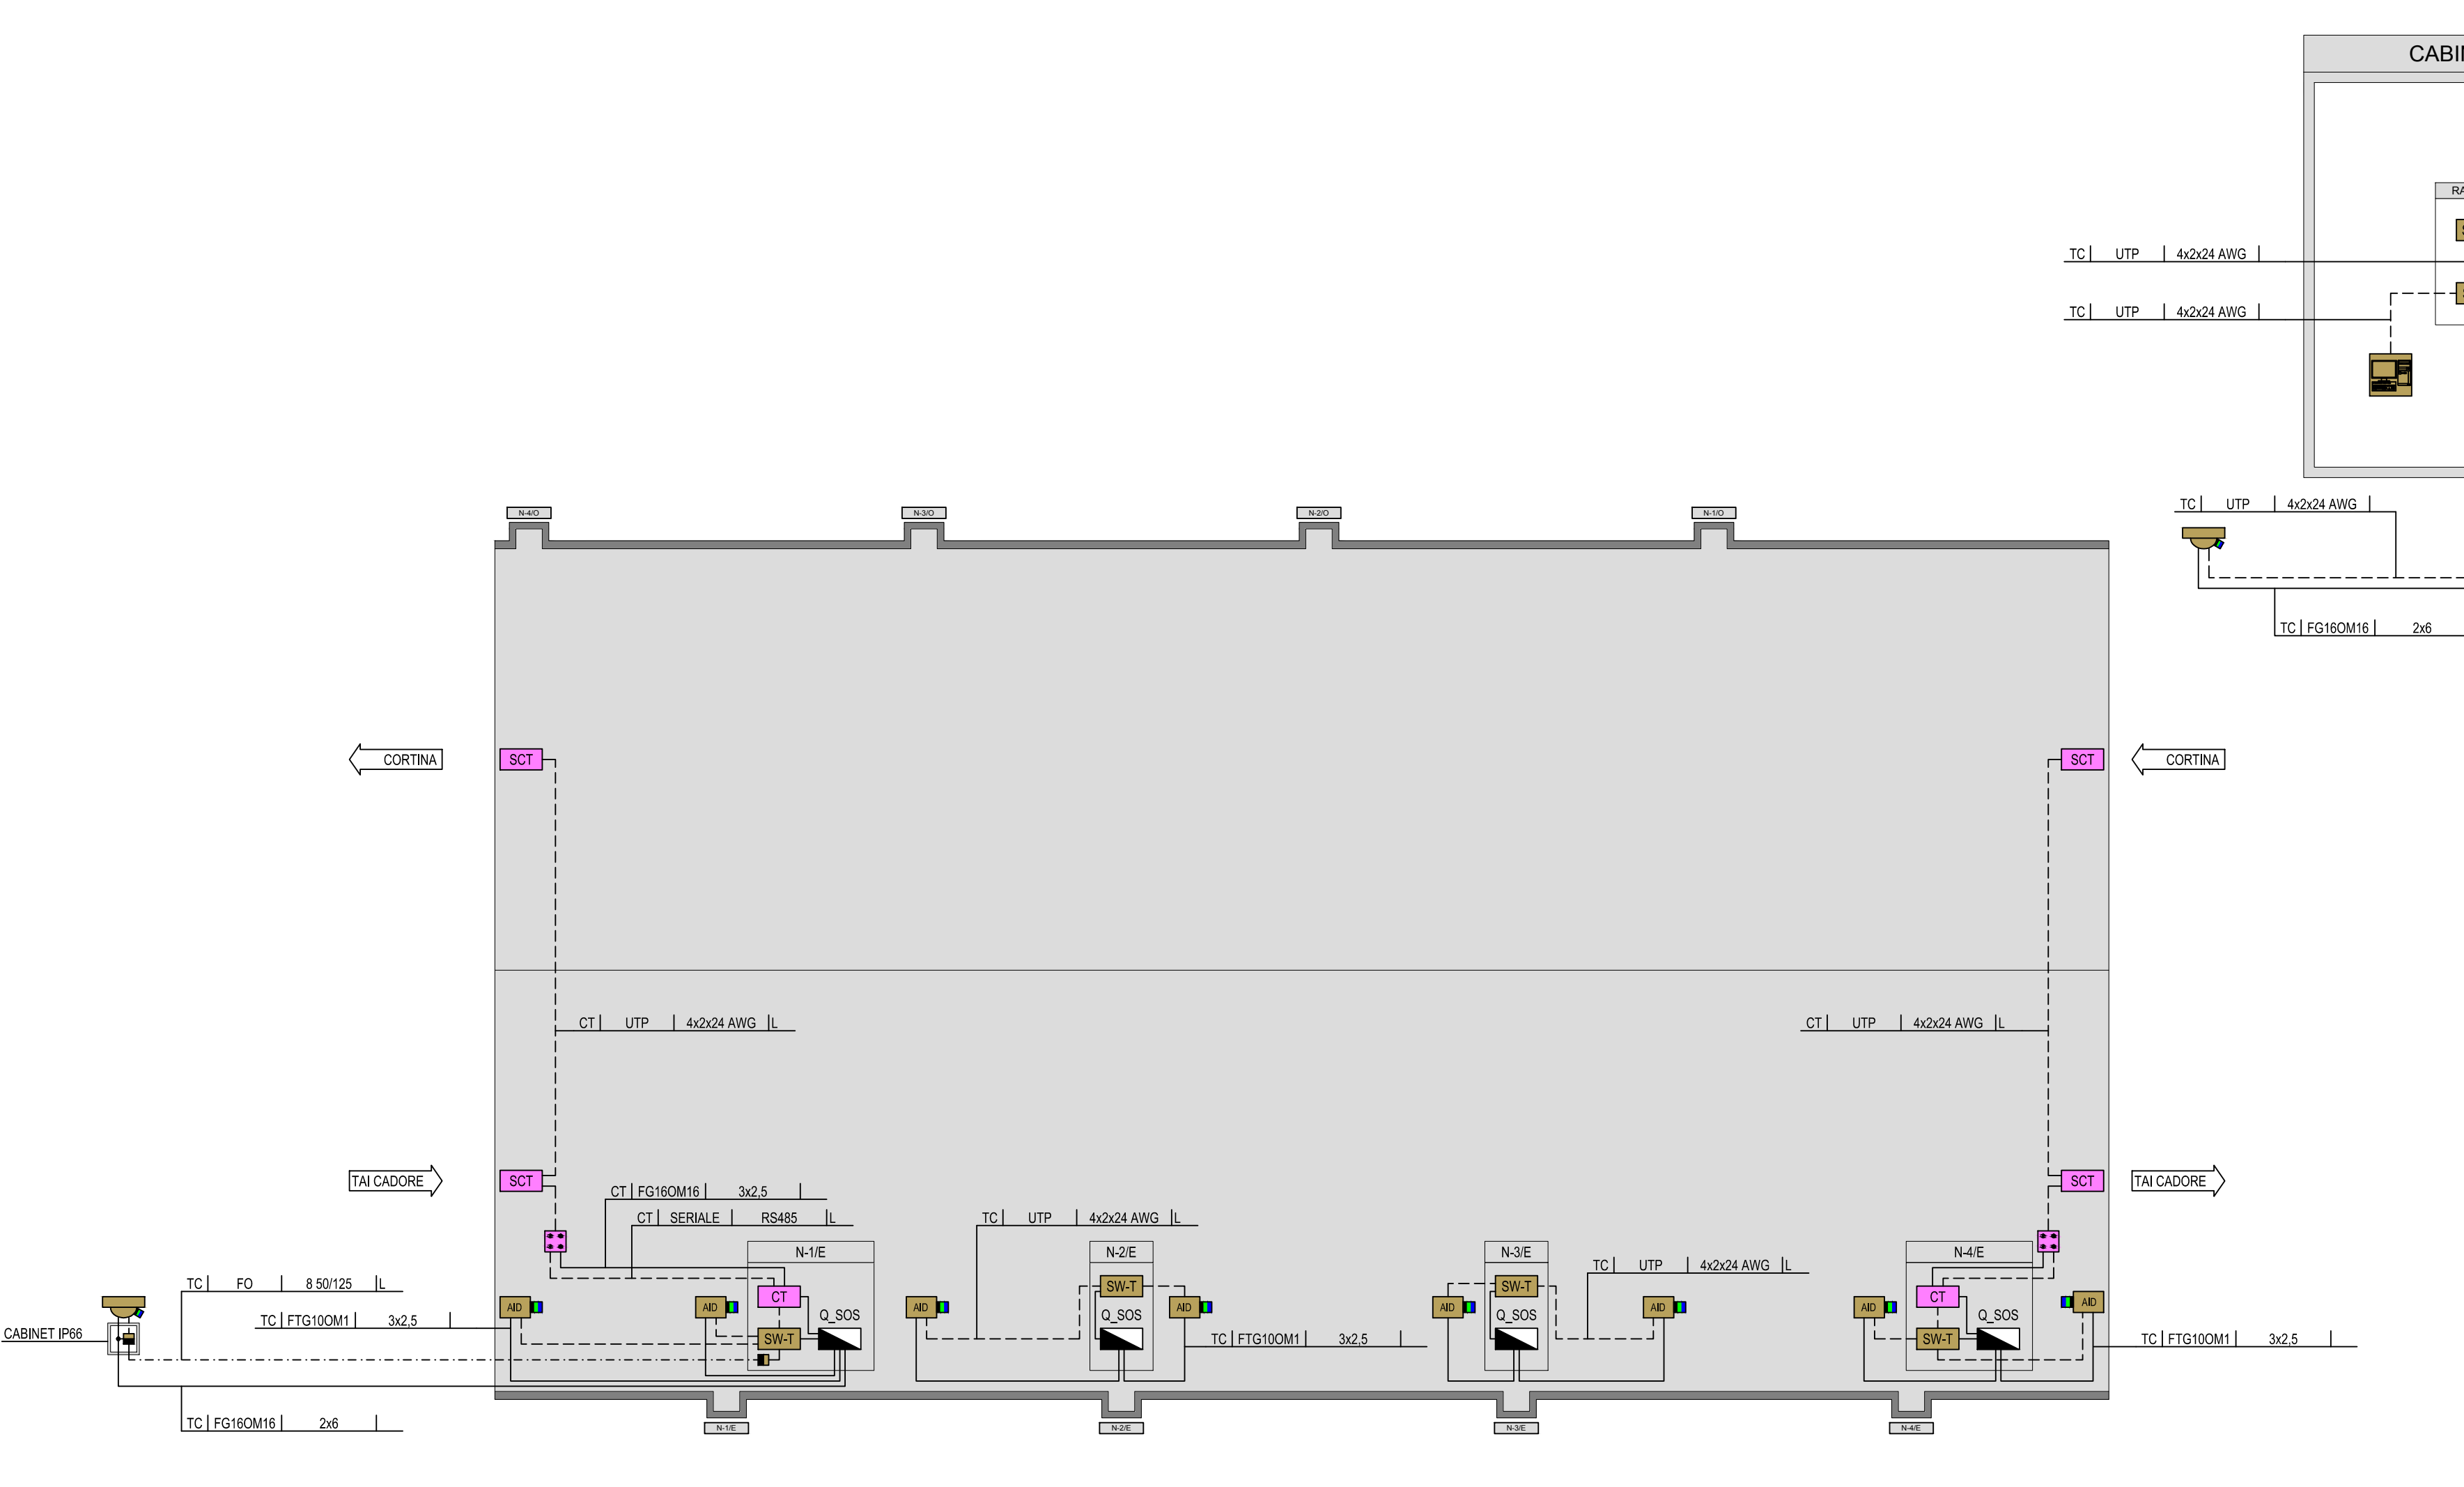 CABI
RA
TC UTP 4x2x24 AWG
TC UTP 4x2x24 AWG
N-4/O N-3/O N-2/O N-1/O
TC UTP 4x2x24 AWG
TC FG16OM16 2x6
CORTINA SCT SCT CORTINA
CT UTP 4x2x24 AWG L
CT UTP 4x2x24 AWG L
TAI CADORE SCT SCT TAI CADORE
CT FG16OM16 3x2,5
CT SERIALE RS485 L
TC UTP 4x2x24 AWG L
N-1/E N-2/E N-3/E N-4/E
TC UTP 4x2x24 AWG L
TC FO 8 50/125 L
SW-T SW-T
CT CT
AID AID AID AID AID AID AID AID
Q_SOS Q_SOS Q_SOS Q_SOS
TC FTG10OM1 3x2,5
CABINET IP66
SW-T SW-T
TC FTG10OM1 3x2,5
TC FTG10OM1 3x2,5
TC FG16OM16 2x6
N-1/E N-2/E N-3/E N-4/E